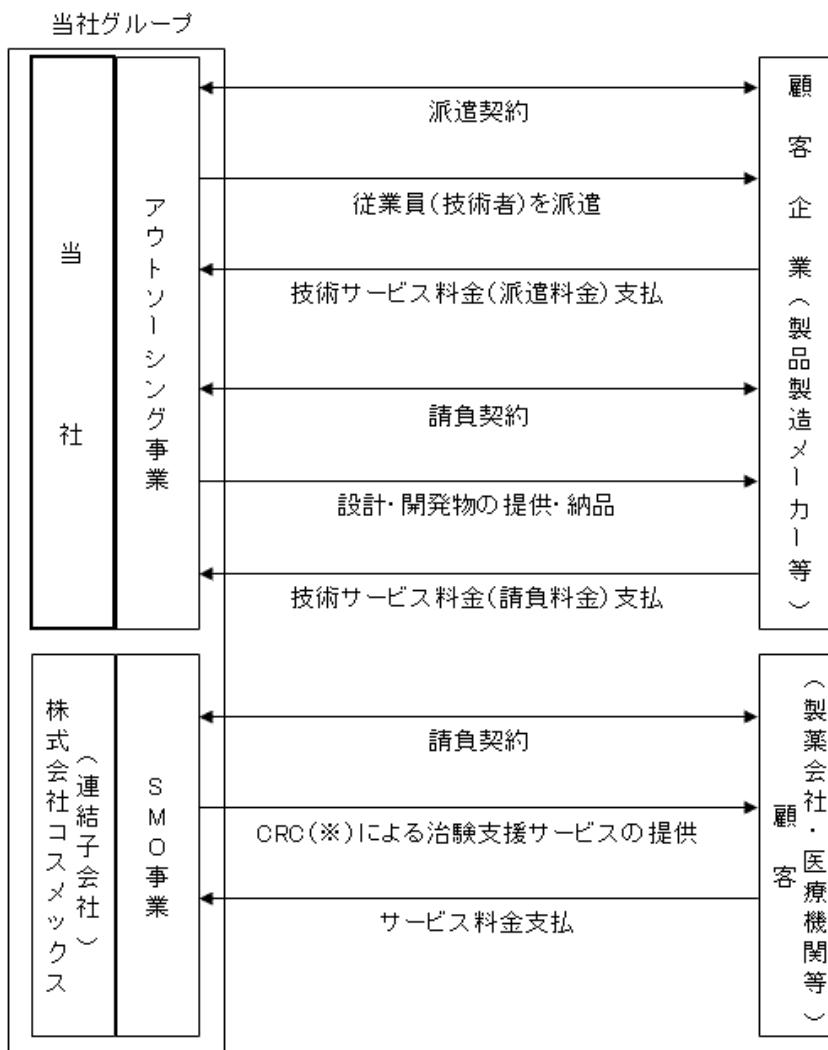 当社グループ
当社
アウトソーシング事業
派遣契約
従業員(技術者)を派遣
技術サービス料金(派遣料金)支払
請負契約
設計・開発物の提供・納品
技術サービス料金(請負料金)支払
顧客企業(製品製造メーカー等)
株式会社コスメックス
(連結子会社)
SMO事業
請負契約
CRC(※)による治験支援サービスの提供
サービス料金支払
顧客
(製薬会社・医療機関等)